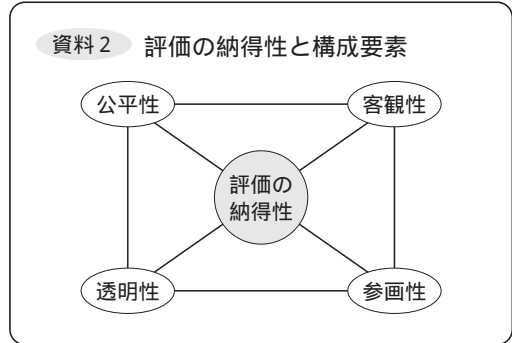 資料2 評価の納得性と構成要素
公平性
客観性
評価の
納得性
透明性
参画性